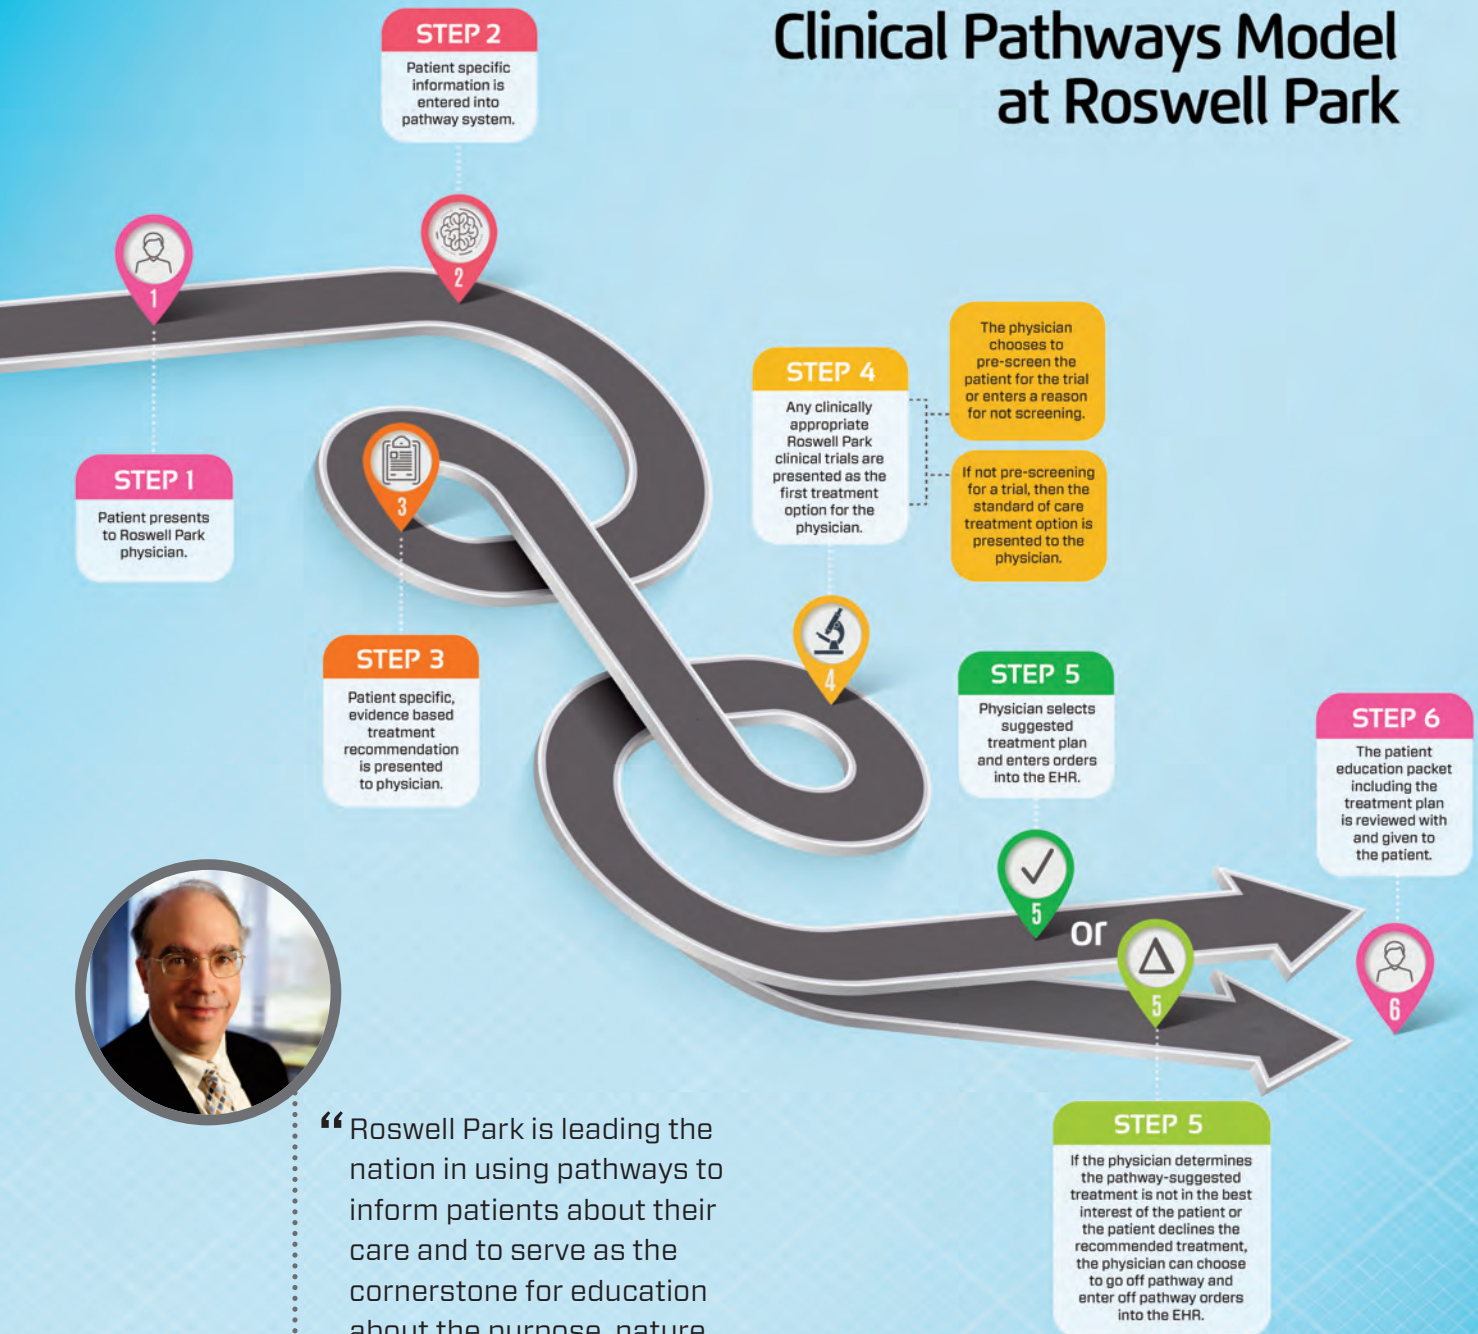 Clinical Pathways Model
at Roswell Park
STEP 1
Patient presents
to Roswell Park
physician.
1
STEP 2
Patient specific
information is
entered into
pathway system.
2
STEP 3
Patient specific,
evidence based
treatment
recommendation
is presented
to physician.
3
STEP 4
Any clinically
appropriate
Roswell Park
clinical trials are
presented as the
first treatment
option for the
physician.
4
The physician
chooses to
pre-screen the
patient for the trial
or enters a reason
for not screening.
If not pre-screening
for a trial, then the
standard of care
treatment option is
presented to the
physician.
STEP 5
Physician selects
suggested
treatment plan
and enters orders
into the EHR.
5
or
Δ
5
STEP 5
If the physician determines
the pathway-suggested
treatment is not in the best
interest of the patient or
the patient declines the
recommended treatment,
the physician can choose
to go off pathway and
enter off pathway orders
into the EHR.
STEP 6
The patient
education packet
including the
treatment plan
is reviewed with
and given to
the patient.
6
“Roswell Park is leading the
nation in using pathways to
inform patients about their
care and to serve as the
cornerstone for education
about the purpose, nature